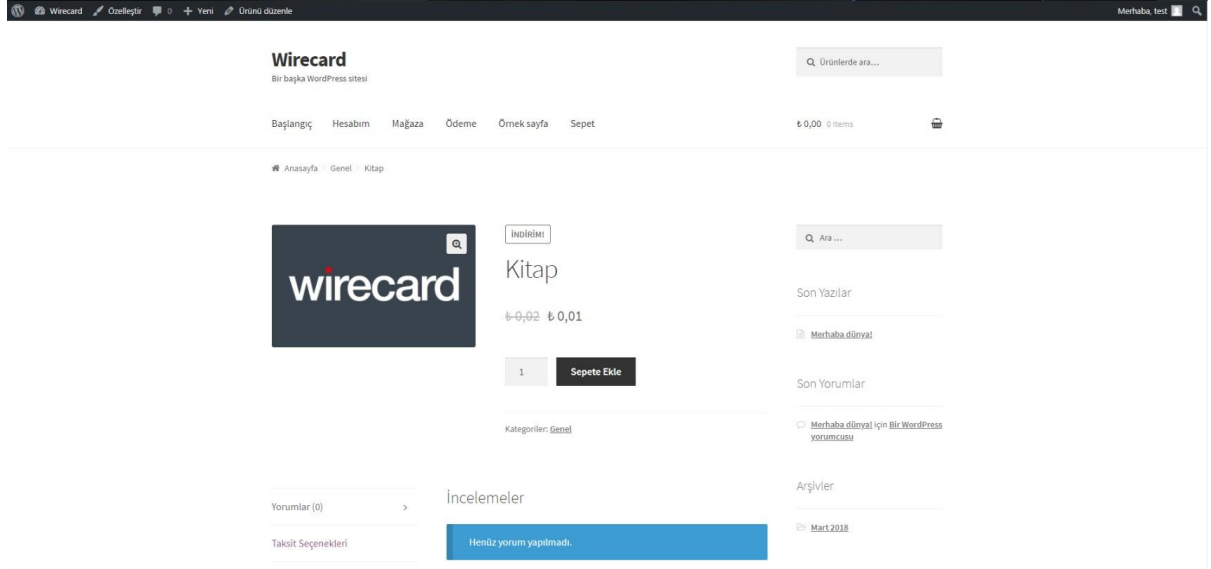 Wirecard Özelleştir 0 Yeni Ürünü düzenle Merhaba, test
Wirecard
Bir başka WordPress sitesi
Ürünlerde ara...
Başlangıç Hesabım Mağaza Ödeme Örnek sayfa Sepet
₺ 0,00 0 items
Anasayfa Genel Kitap
wirecard
İNDİRİM!
Kitap
₺ 0,02 ₺ 0,01
1 Sepete Ekle
Kategoriler: Genel
Ara ...
Son Yazılar
Merhaba dünya!
Son Yorumlar
Merhaba dünya! için Bir WordPress
yorumcusu
Arşivler
Mart 2018
Yorumlar (0)
Taksit Seçenekleri
İncelemeler
Henüz yorum yapılmadı.